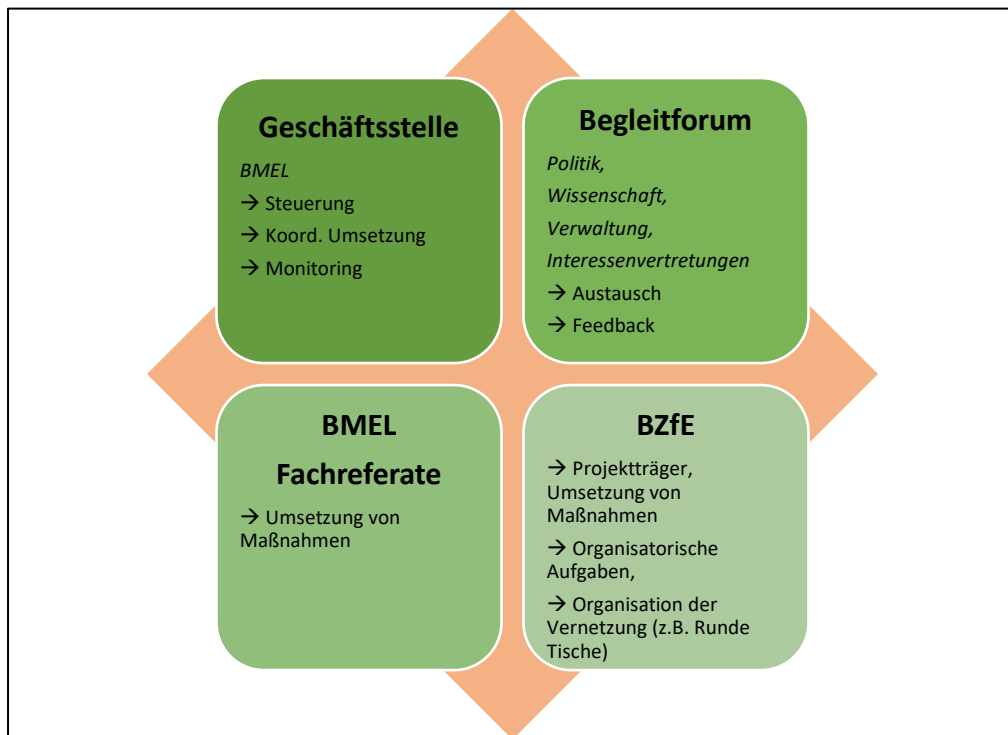 Geschäftsstelle
BMEL
→ Steuerung
→ Koord. Umsetzung
→ Monitoring
Begleitforum
Politik,
Wissenschaft,
Verwaltung,
Interessenvertretungen
→ Austausch
→ Feedback
BMEL
Fachreferate
→ Umsetzung von
Maßnahmen
BZfE
→ Projektträger,
Umsetzung von
Maßnahmen
→ Organisatorische
Aufgaben,
→ Organisation der
Vernetzung (z.B. Runde
Tische)